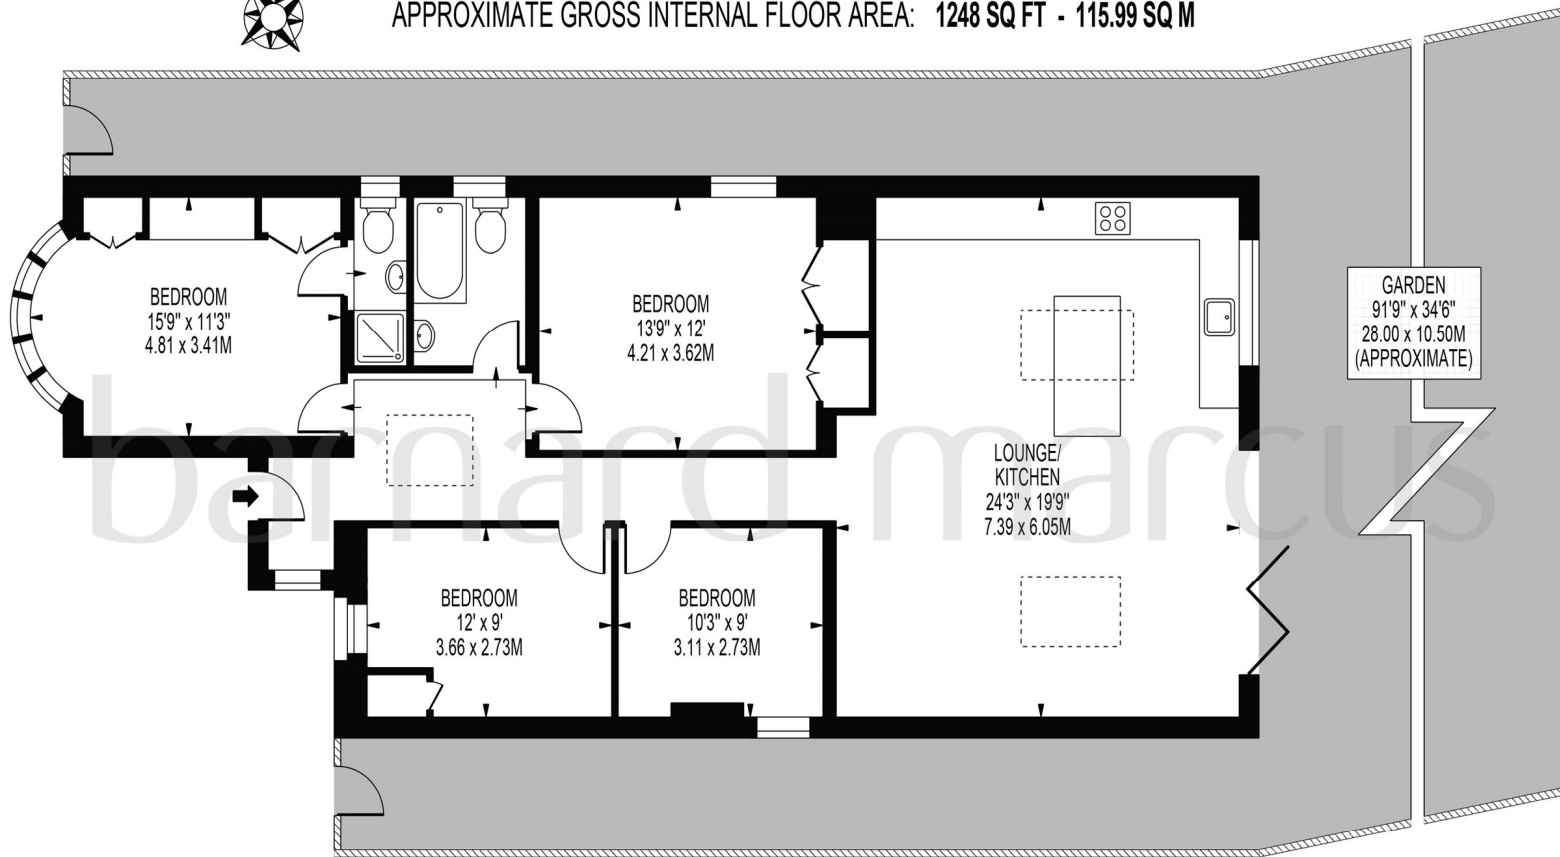 APPROXIMATE GROSS INTERNAL FLOOR AREA: 1248 SQ FT - 115.99 SQ M
BEDROOM
15'9" x 11'3"
4.81 x 3.41M
BEDROOM
13'9" x 12'
4.21 x 3.62M
GARDEN
91'9" x 34'6"
28.00 x 10.50M
(APPROXIMATE)
LOUNGE/
KITCHEN
24'3" x 19'9"
7.39 x 6.05M
barnard marcus
BEDROOM
12' x 9'
3.66 x 2.73M
BEDROOM
10'3" x 9'
3.11 x 2.73M